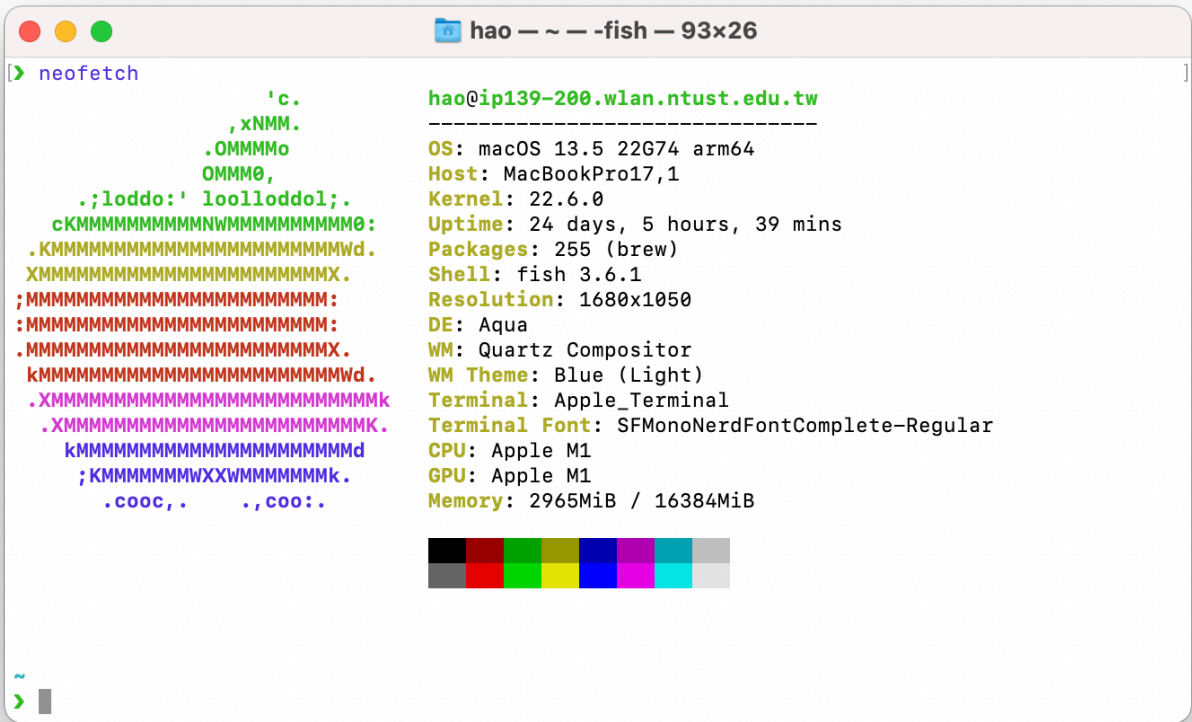 hao — ~ — -fish — 93×26
[❯ neofetch ]
'c. hao@ip139-200.wlan.ntust.edu.tw
,xNMM. -------------------------------
.OMMMMo OS: macOS 13.5 22G74 arm64
OMMM0, Host: MacBookPro17,1
.;loddo:' loolloddol;. Kernel: 22.6.0
cKMMMMMMMMMMNWMMMMMMMMMM0: Uptime: 24 days, 5 hours, 39 mins
.KMMMMMMMMMMMMMMMMMMMMMMMWd. Packages: 255 (brew)
XMMMMMMMMMMMMMMMMMMMMMMMX. Shell: fish 3.6.1
;MMMMMMMMMMMMMMMMMMMMMMMM: Resolution: 1680x1050
:MMMMMMMMMMMMMMMMMMMMMMMM: DE: Aqua
.MMMMMMMMMMMMMMMMMMMMMMMMX. WM: Quartz Compositor
kMMMMMMMMMMMMMMMMMMMMMMMMWd. WM Theme: Blue (Light)
.XMMMMMMMMMMMMMMMMMMMMMMMMMMk Terminal: Apple_Terminal
.XMMMMMMMMMMMMMMMMMMMMMMMMK. Terminal Font: SFMonoNerdFontComplete-Regular
kMMMMMMMMMMMMMMMMMMMMMMd CPU: Apple M1
;KMMMMMMMWXXWMMMMMMMk. GPU: Apple M1
.cooc,. .,coo:. Memory: 2965MiB / 16384MiB
~
❯